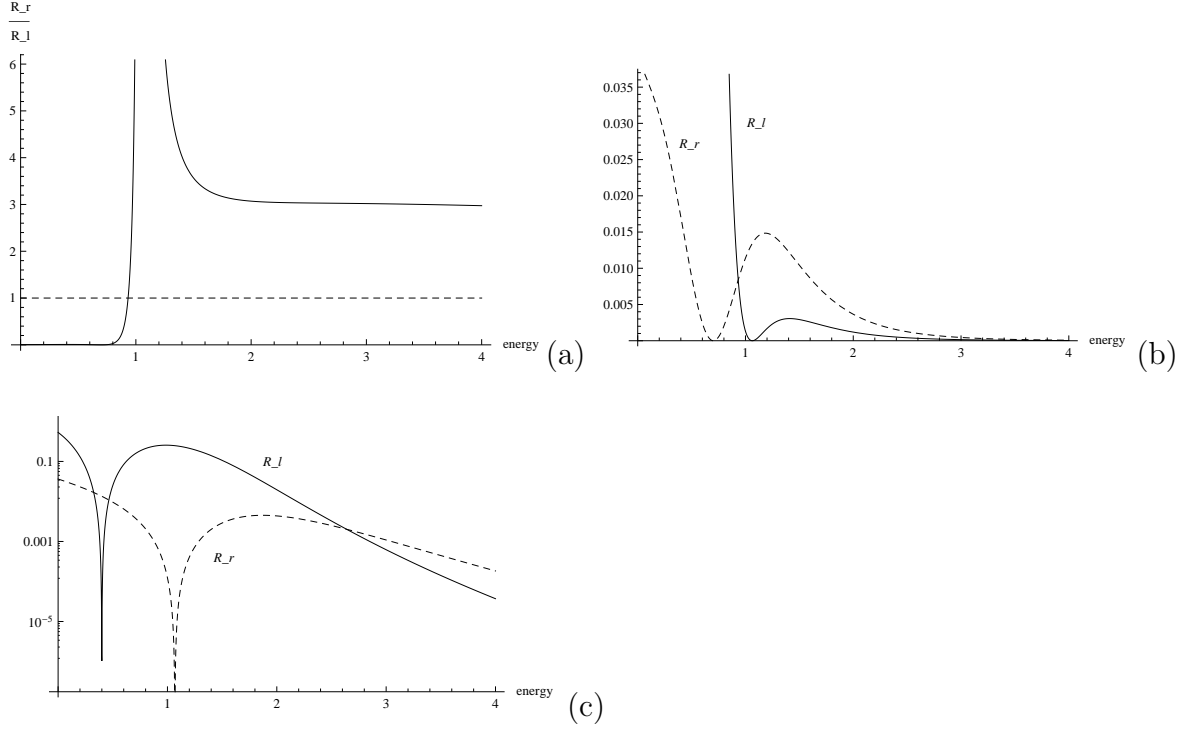 R_r
R_l
6
5
4
3
2
1
1 2 3 4
energy
(a)
0.035
0.030
0.025
0.020
0.015
0.010
0.005
R_l
R_r
1 2 3 4
energy
(b)
0.1
0.001
10⁻⁵
R_l
R_r
1 2 3 4
energy
(c)